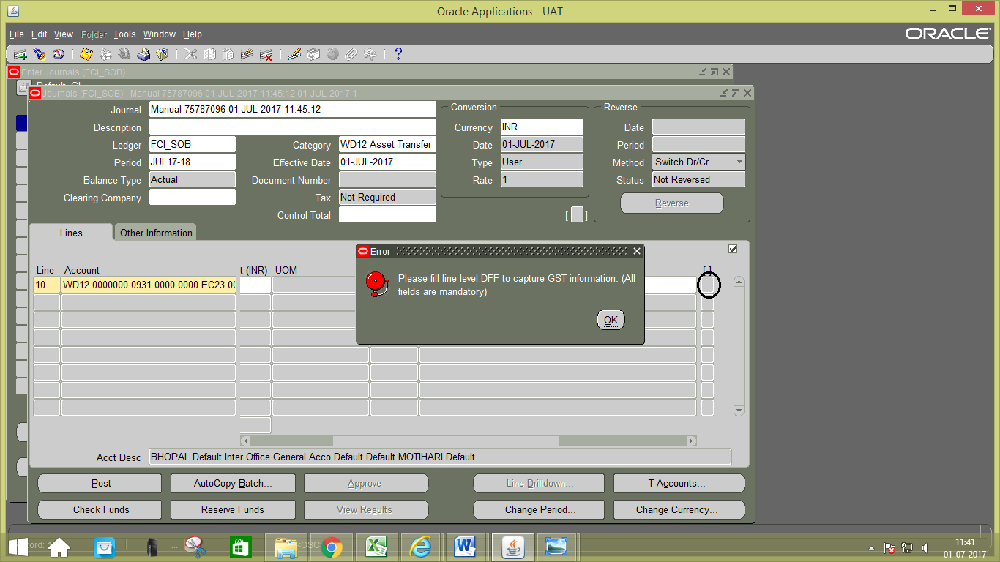 Oracle Applications - UAT
File Edit View Folder Tools Window Help
ORACLE
Enter Journals (FCI_SOB)
Journals (FCI_SOB) - Manual 75787096 01-JUL-2017 11:45:12 01-JUL-2017 1
Journal Manual 75787096 01-JUL-2017 11:45:12
Description
Ledger FCI_SOB Category WD12 Asset Transfer
Period JUL17-18 Effective Date 01-JUL-2017
Balance Type Actual Document Number
Clearing Company Tax Not Required
Control Total
Conversion
Currency INR
Date 01-JUL-2017
Type User
Rate 1
[ ]
Reverse
Date
Period
Method Switch Dr/Cr
Status Not Reversed
Reverse
Lines Other Information
Line Account t (INR) UOM [ ]
10 WD12.0000000.0931.0000.0000.EC23.00
Error
Please fill line level DFF to capture GST information. (All
fields are mandatory)
OK
Acct Desc BHOPAL.Default.Inter Office General Acco.Default.Default.MOTIHARI.Default
Post AutoCopy Batch... Approve Line Drilldown... T Accounts...
Check Funds Reserve Funds View Results Change Period... Change Currency...
<OSC
11:41
01-07-2017